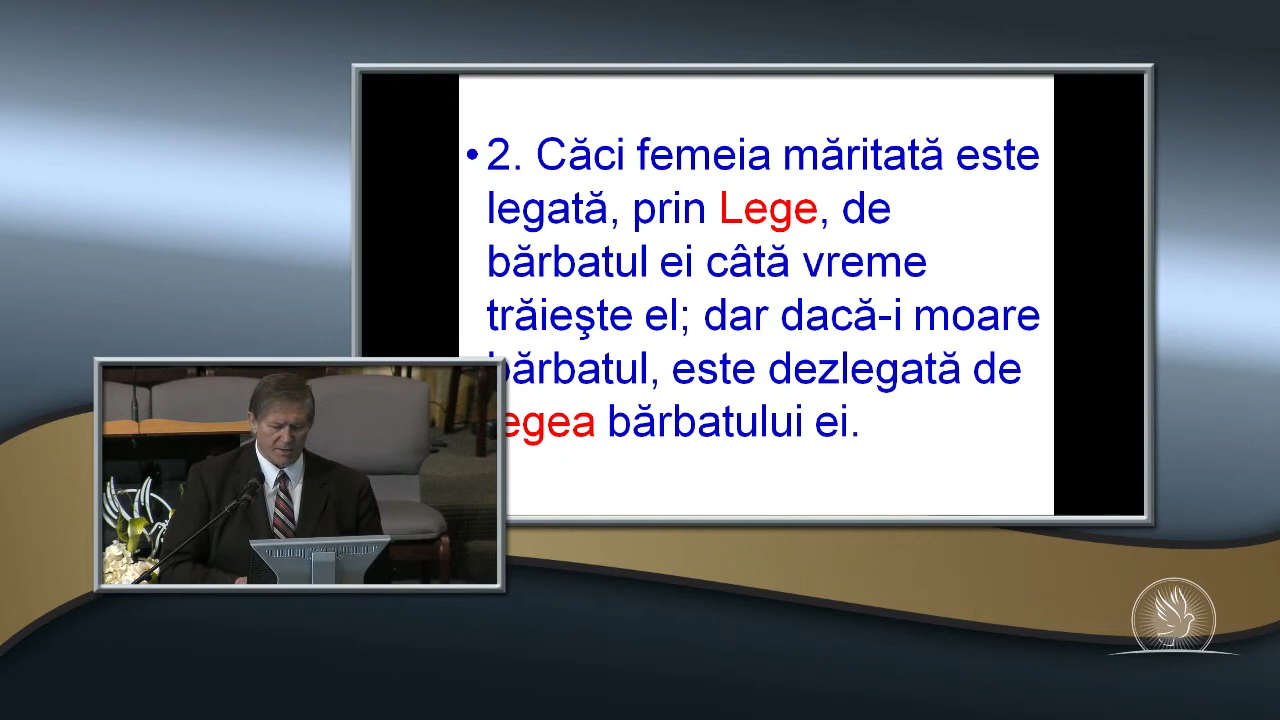 • 2. Căci femeia măritată este
legată, prin Lege, de
bărbatul ei câtă vreme
trăieşte el; dar dacă-i moare
bărbatul, este dezlegată de
egea bărbatului ei.